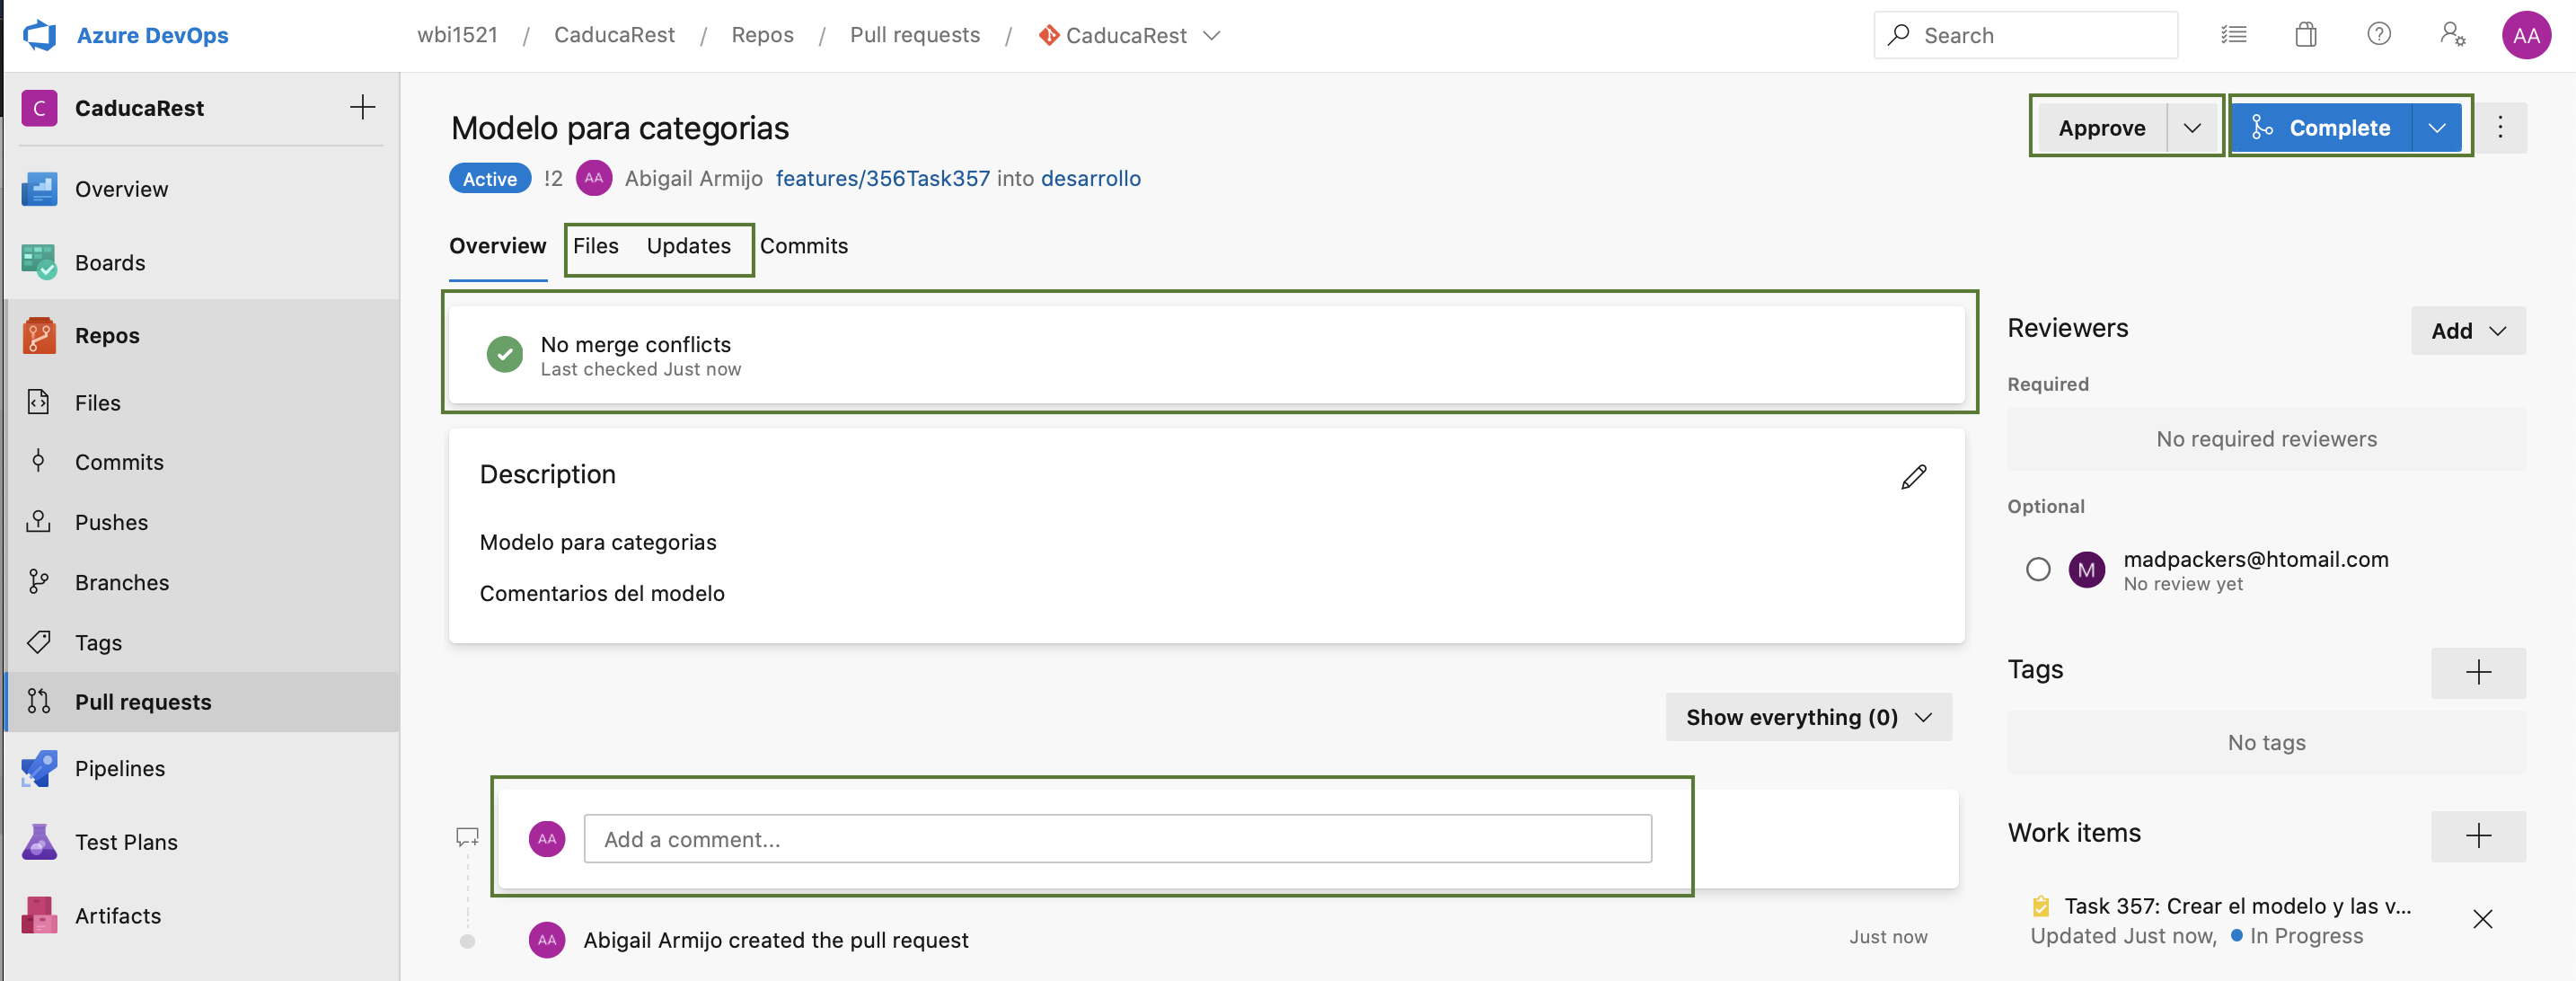 Azure DevOps
wbi1521 / CaducaRest / Repos / Pull requests / CaducaRest
Search
AA
C CaducaRest
Overview
Boards
Repos
Files
Commits
Pushes
Branches
Tags
Pull requests
Pipelines
Test Plans
Artifacts
Modelo para categorias
Approve
Complete
Active !2 AA Abigail Armijo features/356Task357 into desarrollo
Overview Files Updates Commits
No merge conflicts
Last checked Just now
Description
Modelo para categorias
Comentarios del modelo
Show everything (0)
AA Add a comment...
AA Abigail Armijo created the pull request Just now
Reviewers Add
Required
No required reviewers
Optional
M madpackers@htomail.com
No review yet
Tags
No tags
Work items
Task 357: Crear el modelo y las v...
Updated Just now, In Progress